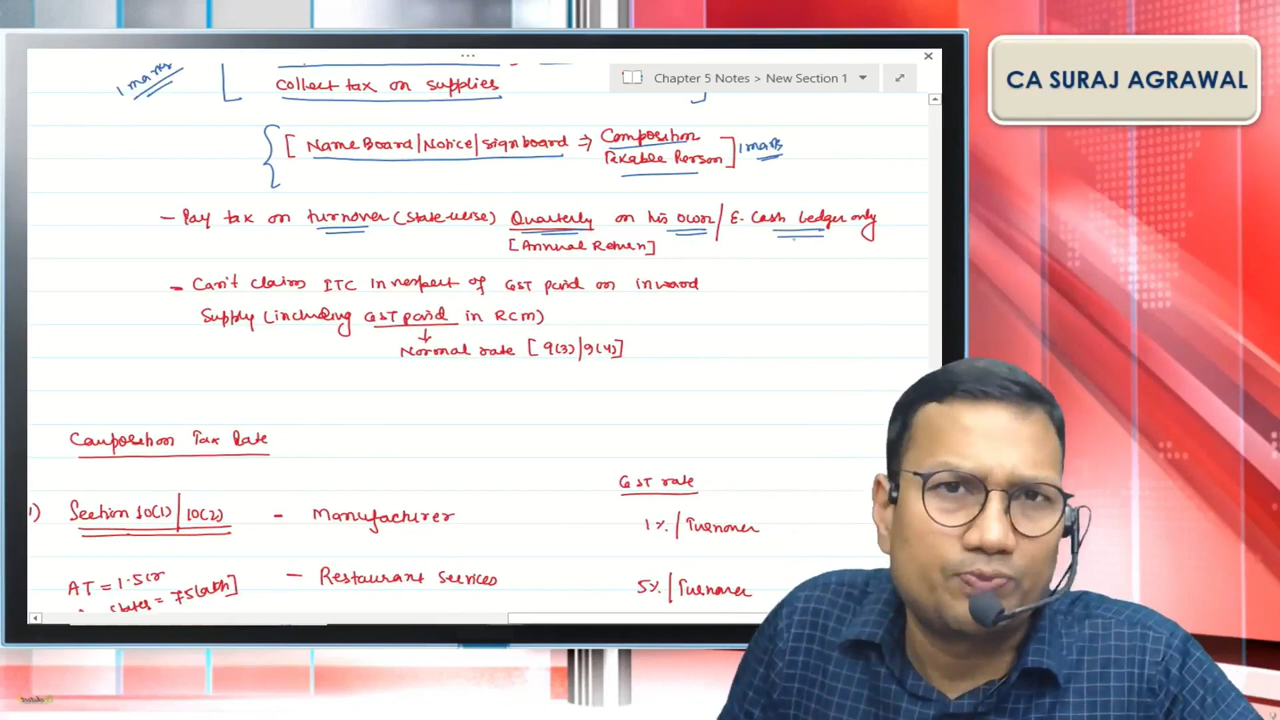 CA SURAJ AGRAWAL
Chapter 5 Notes > New Section 1
1 marks
collect tax on supplies
[Name Board/Notice/signboard ⇒ Composition
Taxable Person] 1 marks
- Pay tax on turnover (State-wise) Quarterly on his own / E. Cash Ledger only
[Annual Return]
- Can't claim ITC in respect of GST paid on inward
Supply (including GST paid in RCM)
↓
Normal rate [9(3)/9(4)]
Composition Tax Rate
GST rate
1) Section 10(1) | 10(2) - Manufacturer 1% / Turnover
AT = 1.5 Cr - Restaurant Services 5% / Turnover
States = 75 lakh]